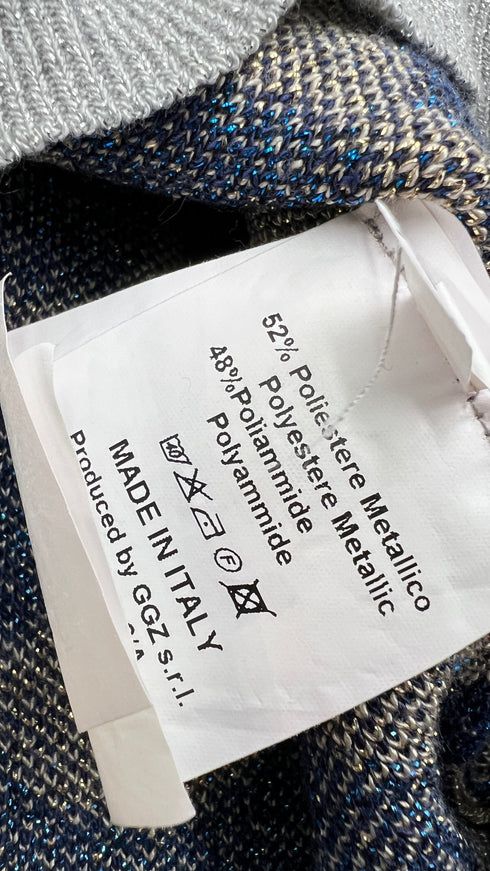 52% Poliestere Metallico
Polyestere Metallic
48%Poliammide
Polyammide
MADE IN ITALY
Produced by GGZ s.r.l.